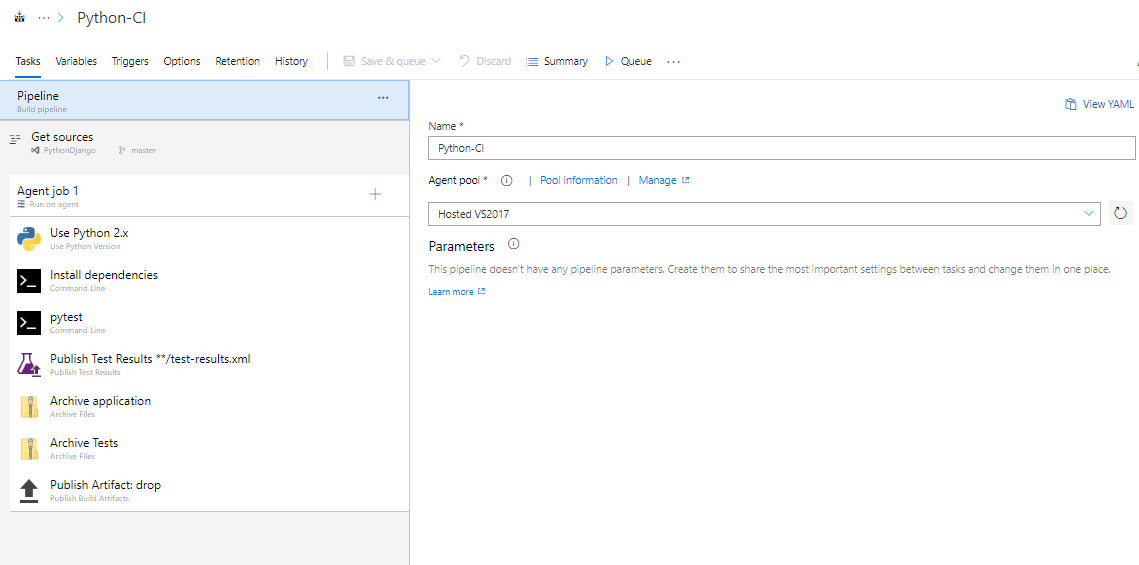 Python-CI
Tasks Variables Triggers Options Retention History Save & queue Discard Summary Queue
Pipeline
Build pipeline
Get sources
PythonDjango master
Agent job 1
Run on agent
Use Python 2.x
Use Python Version
Install dependencies
Command Line
pytest
Command Line
Publish Test Results **/test-results.xml
Publish Test Results
Archive application
Archive Files
Archive Tests
Archive Files
Publish Artifact: drop
Publish Build Artifacts
View YAML
Name *
Python-CI
Agent pool * | Pool information | Manage
Hosted VS2017
Parameters
This pipeline doesn't have any pipeline parameters. Create them to share the most important settings between tasks and change them in one place.
Learn more